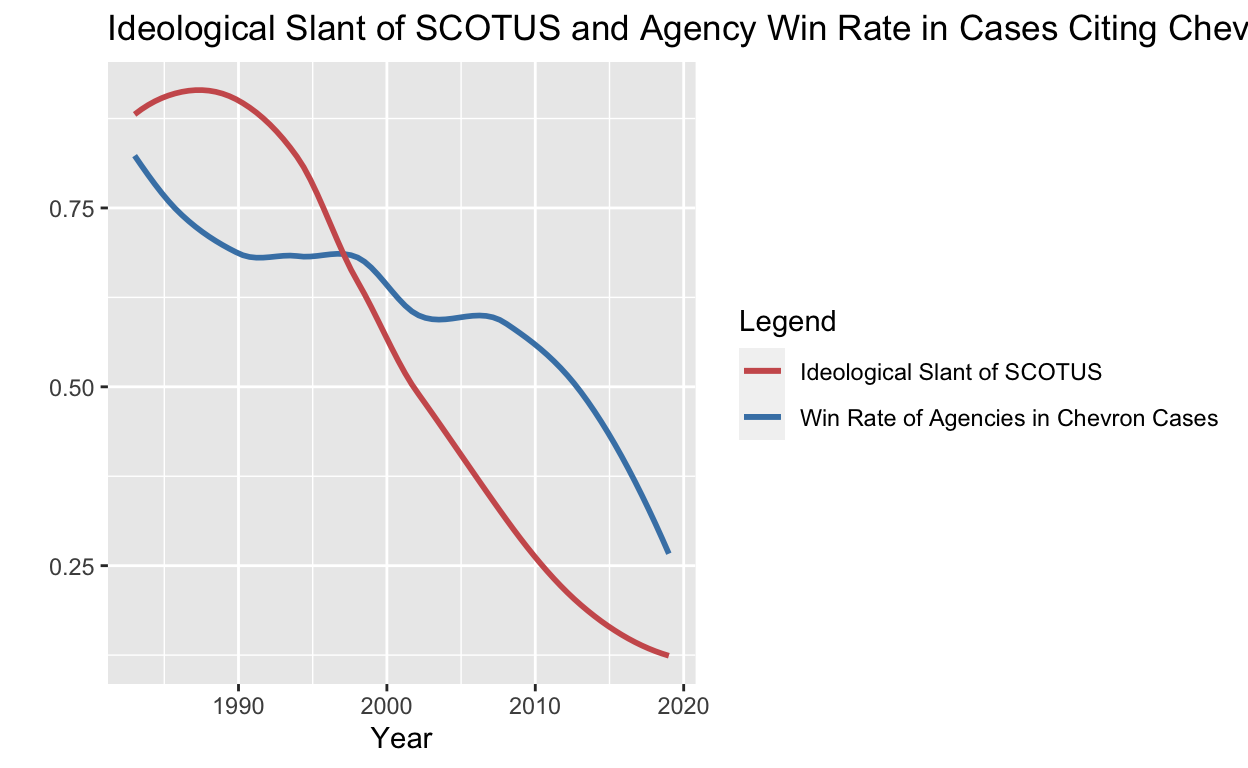 Ideological Slant of SCOTUS and Agency Win Rate in Cases Citing Chev
0.75
0.50
0.25
1990 2000 2010 2020
Year
Legend
Ideological Slant of SCOTUS
Win Rate of Agencies in Chevron Cases